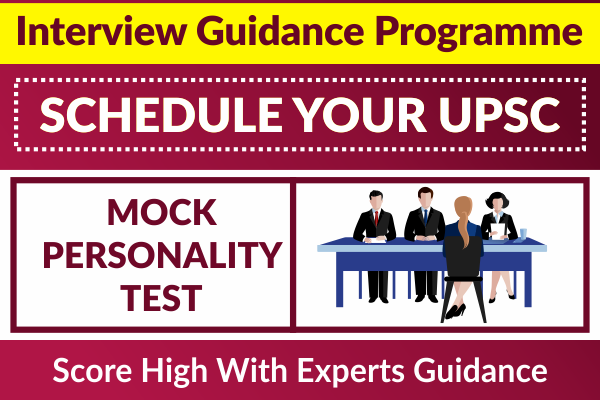 Interview Guidance Programme
SCHEDULE YOUR UPSC
MOCK
PERSONALITY
TEST
Score High With Experts Guidance